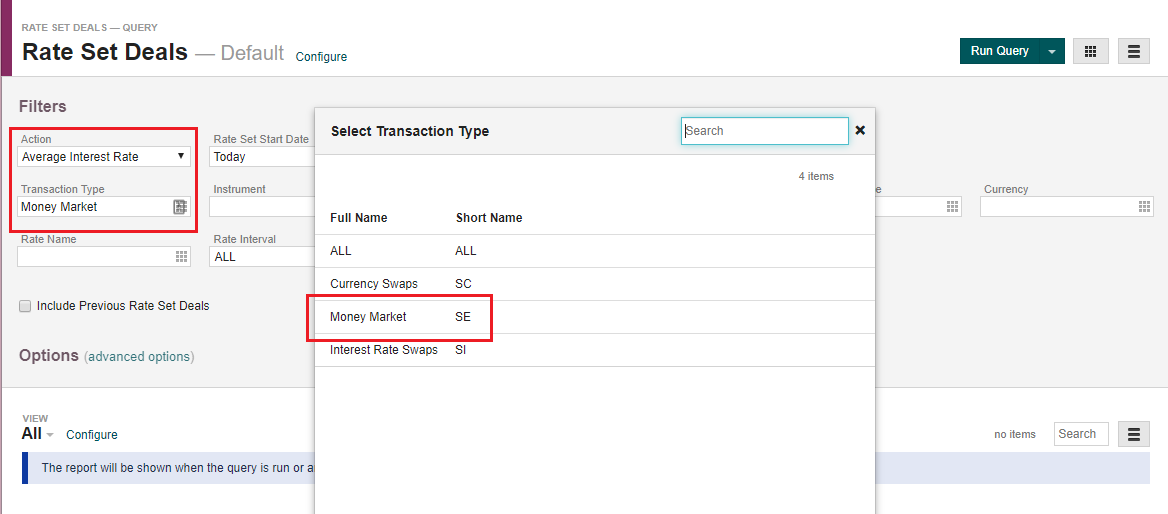 RATE SET DEALS — QUERY
Rate Set Deals — Default Configure
Run Query
Filters
Action
Average Interest Rate
Rate Set Start Date
Today
Transaction Type
Money Market
Instrument
Currency
Rate Name
Rate Interval
ALL
Include Previous Rate Set Deals
Options (advanced options)
Select Transaction Type
Search
4 items
Full Name Short Name
ALL ALL
Currency Swaps SC
Money Market SE
Interest Rate Swaps SI
VIEW
All Configure
no items
Search
The report will be shown when the query is run or